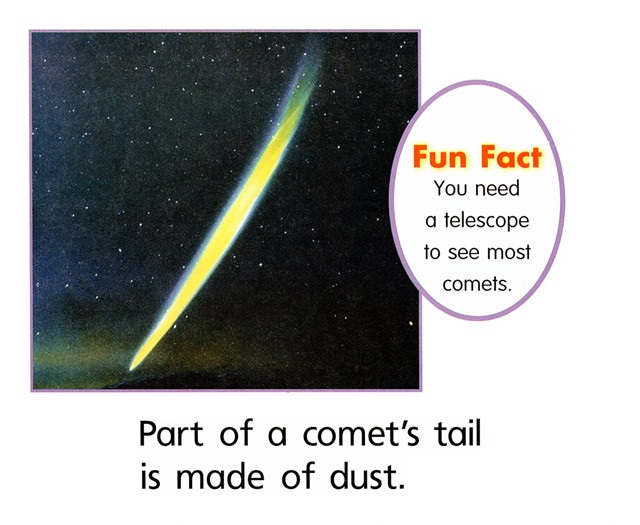 Fun Fact
You need
a telescope
to see most
comets.
Part of a comet's tail
is made of dust.